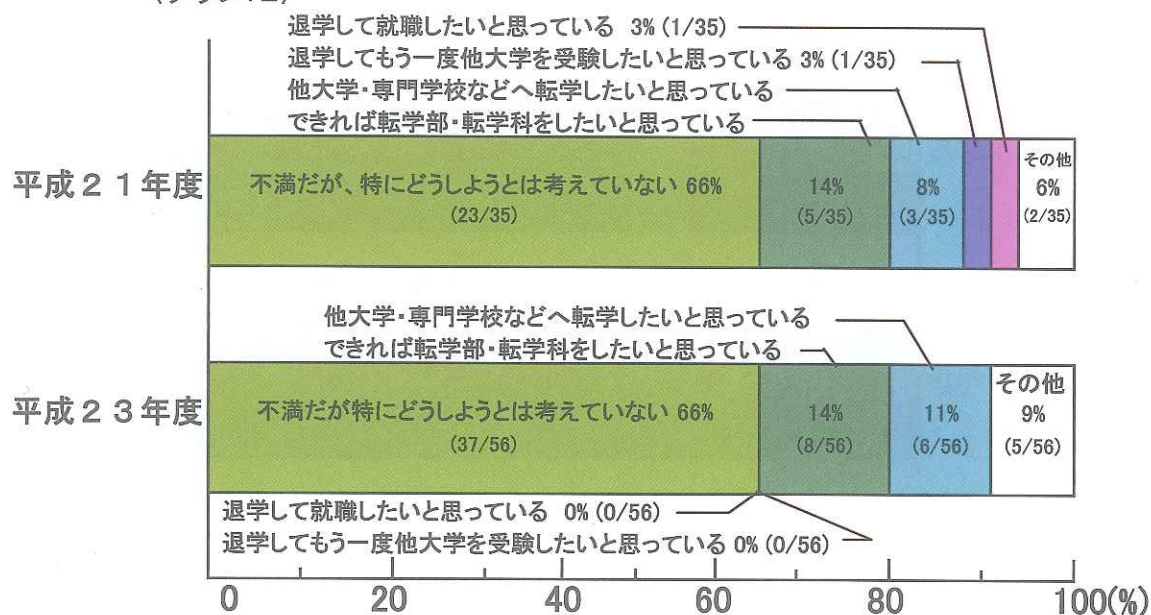 退学して就職したいと思っている 3% (1/35)
退学してもう一度他大学を受験したいと思っている 3% (1/35)
他大学・専門学校などへ転学したいと思っている
できれば転学部・転学科をしたいと思っている
平成21年度
不満だが、特にどうしようとは考えていない 66%
(23/35)
14%
(5/35)
8%
(3/35)
その他
6%
(2/35)
他大学・専門学校などへ転学したいと思っている
できれば転学部・転学科をしたいと思っている
平成23年度
不満だが特にどうしようとは考えていない 66%
(37/56)
14%
(8/56)
11%
(6/56)
その他
9%
(5/56)
退学して就職したいと思っている 0% (0/56)
退学してもう一度他大学を受験したいと思っている 0% (0/56)
0 20 40 60 80 100(%)